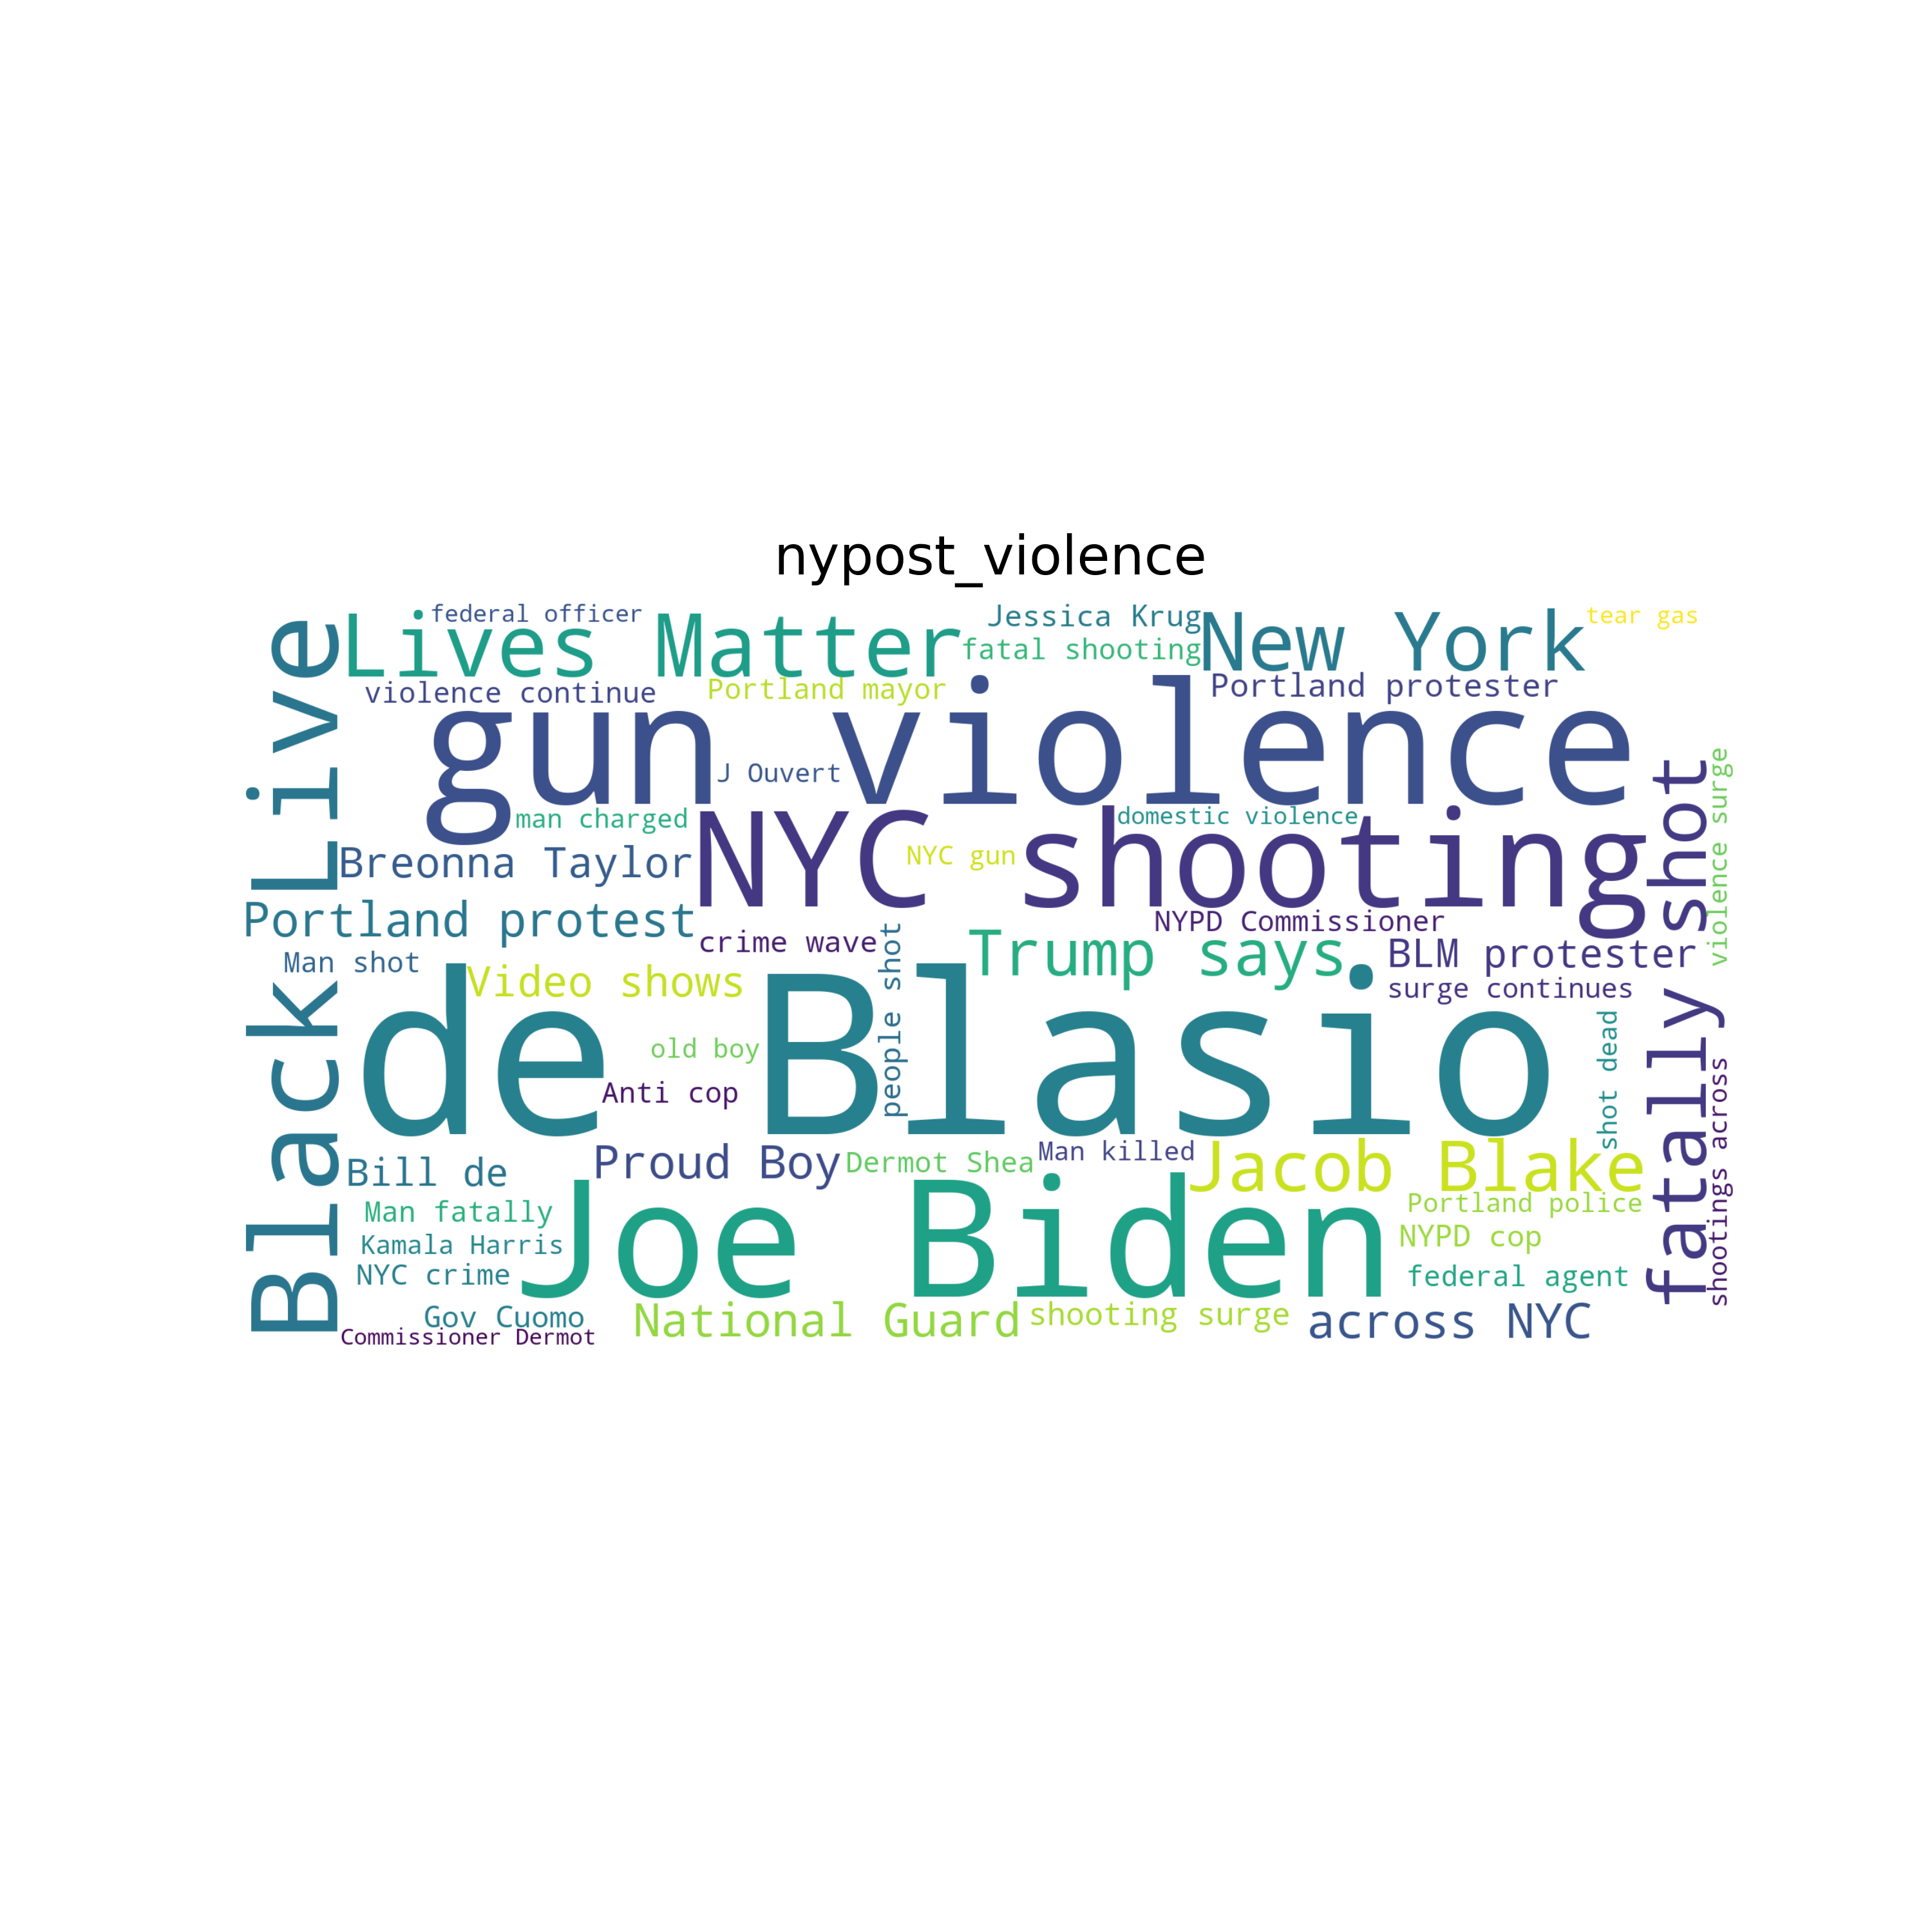 nypost_violence
federal officer
Lives Matter
Jessica Krug
fatal shooting
New York
tear gas
violence continue
Portland mayor
Portland protester
Black Live
gun violence
J Ouvert
man charged
domestic violence
violence surge
NYC shooting
NYC gun
Breonna Taylor
fatally shot
Portland protest
NYPD Commissioner
crime wave
Trump says
BLM protester
Man shot
Video shows
people shot
surge continues
de Blasio
old boy
Anti cop
shot dead
shootings across
Proud Boy
Dermot Shea
Man killed
Jacob Blake
Bill de
Joe Biden
Portland police
Man fatally
Kamala Harris
NYPD cop
NYC crime
federal agent
Gov Cuomo
National Guard
shooting surge
across NYC
Commissioner Dermot